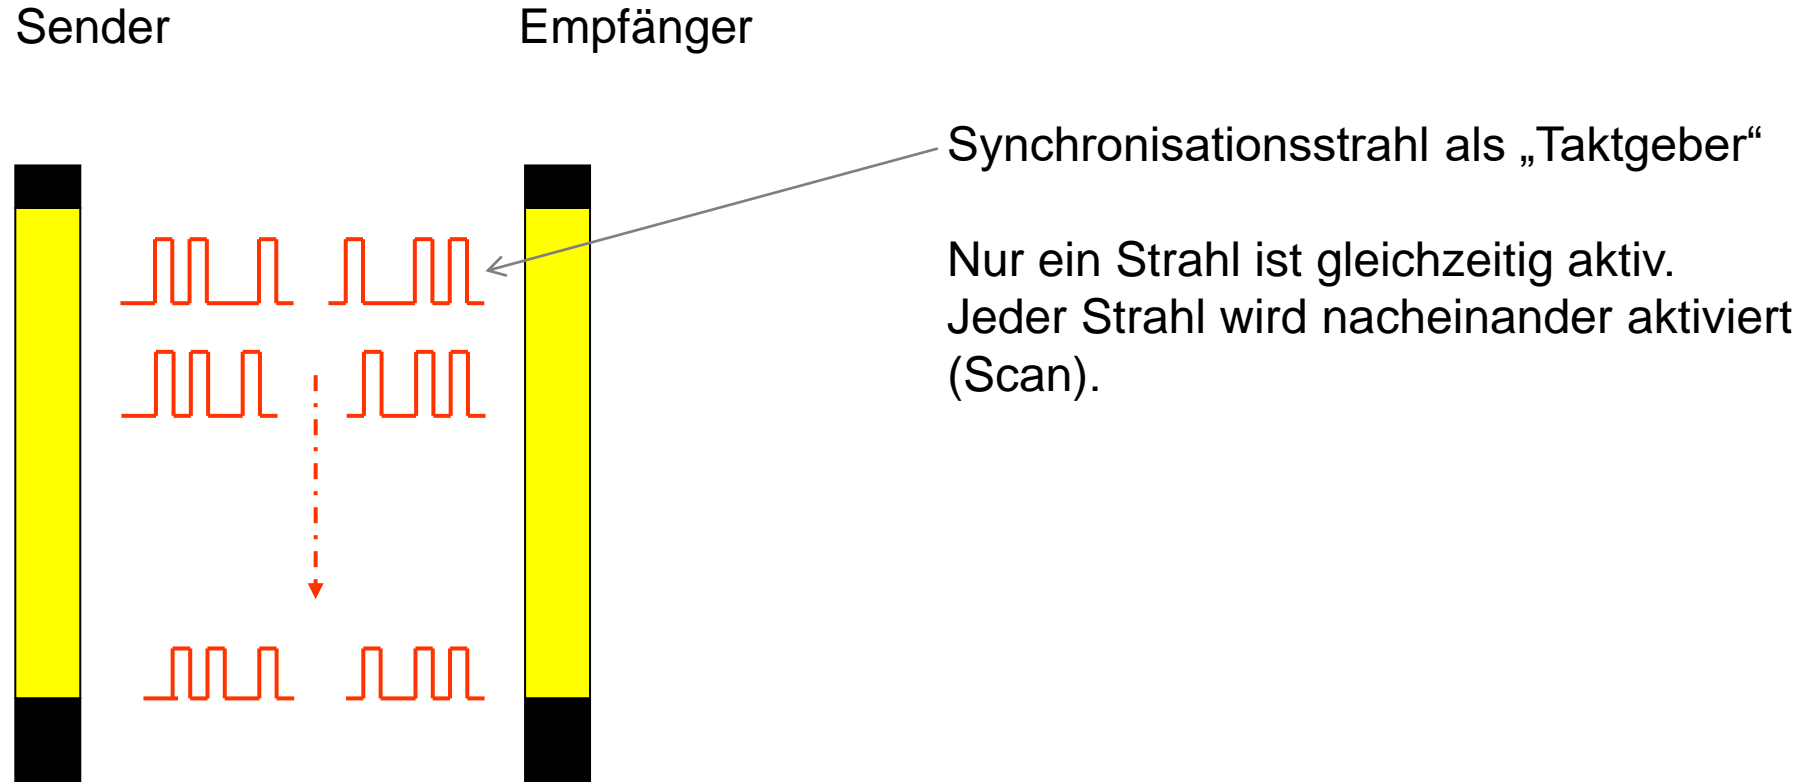 Sender
Empfänger
Synchronisationsstrahl als „Taktgeber“
Nur ein Strahl ist gleichzeitig aktiv.
Jeder Strahl wird nacheinander aktiviert
(Scan).